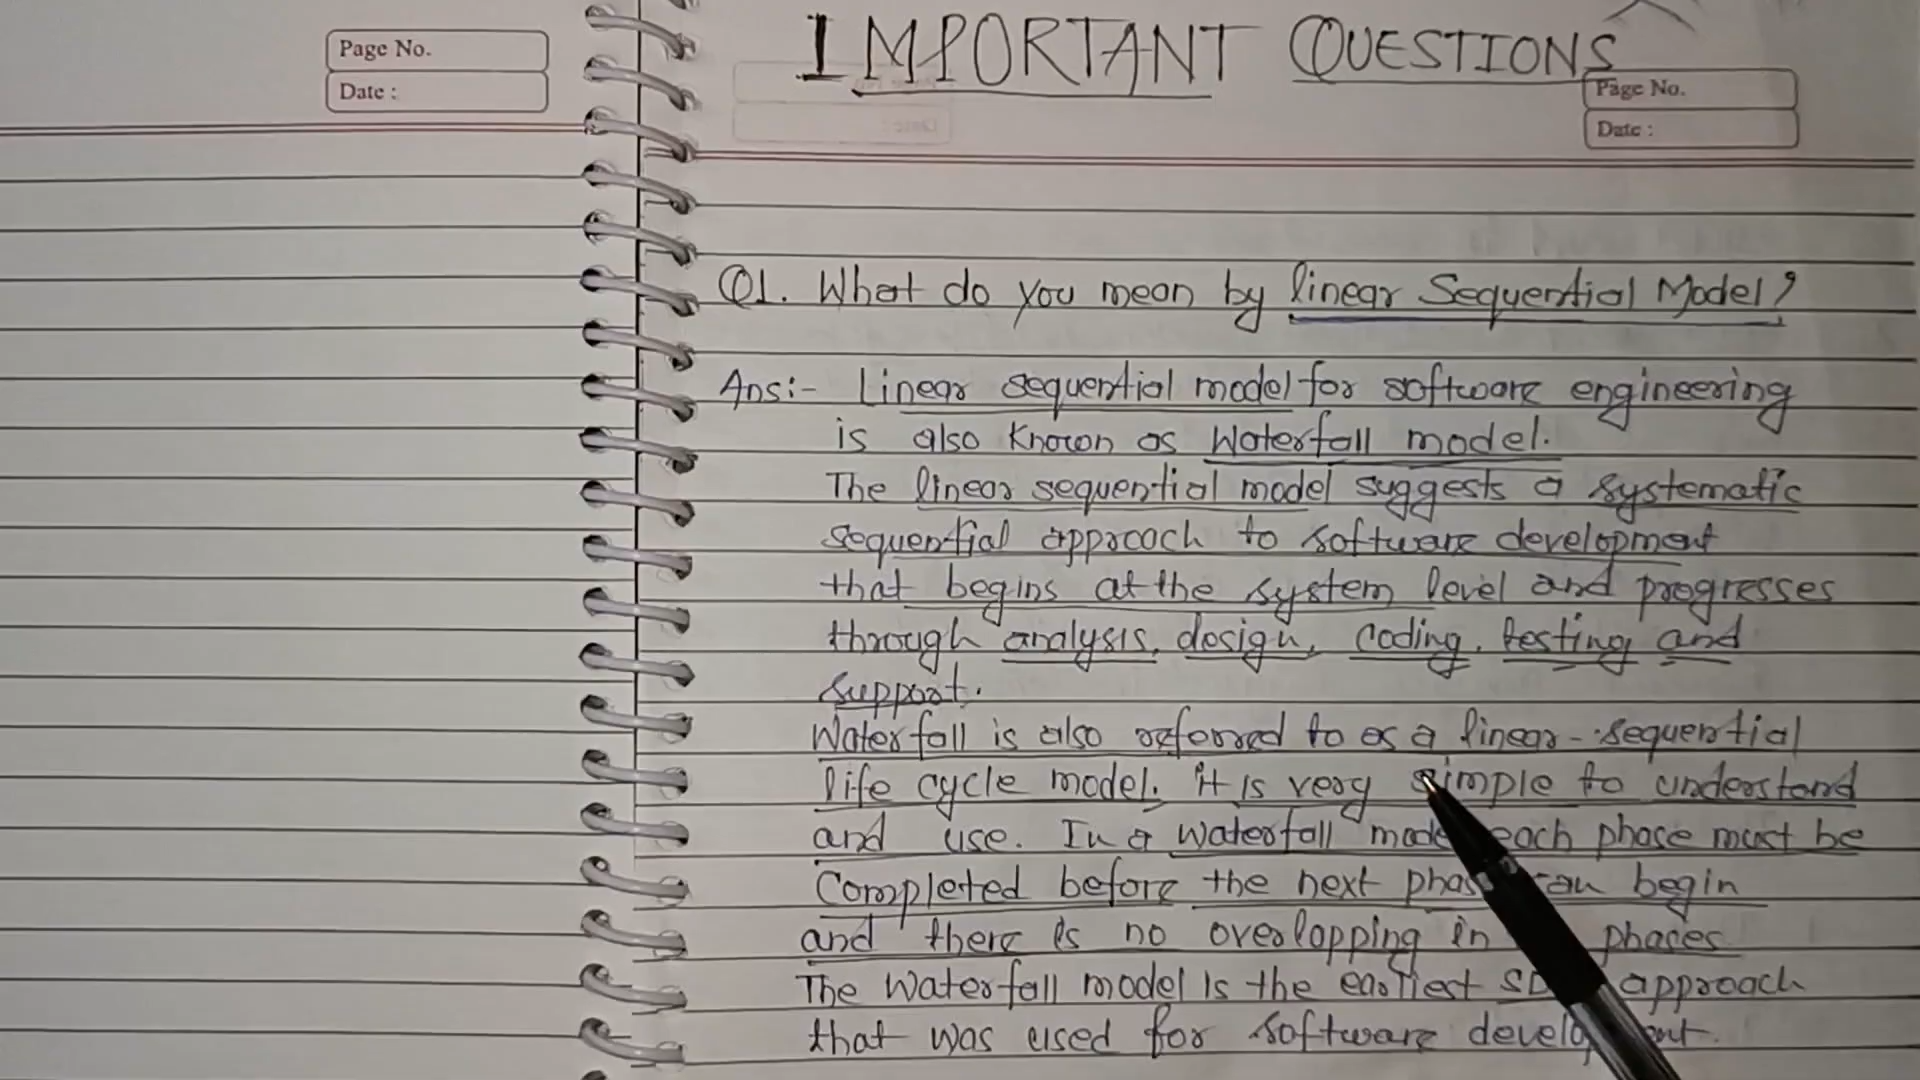 IMPORTANT QUESTIONS
Page No.
Date :
Page No.
Date :
Q1. What do you mean by linear Sequential Model?
Ans:- Linear sequential model for software engineering
is also known as Waterfall model.
The linear sequential model suggests a systematic
sequential approach to software development
that begins at the system level and progresses
through analysis, design, coding, testing and
support.
Waterfall is also referred to as a linear-sequential
life cycle model. it is very simple to understand
and use. In a waterfall model each phase must be
Completed before the next phase can begin
and there is no overlapping in phases
The Waterfall model is the earliest approach
that was used for software development.